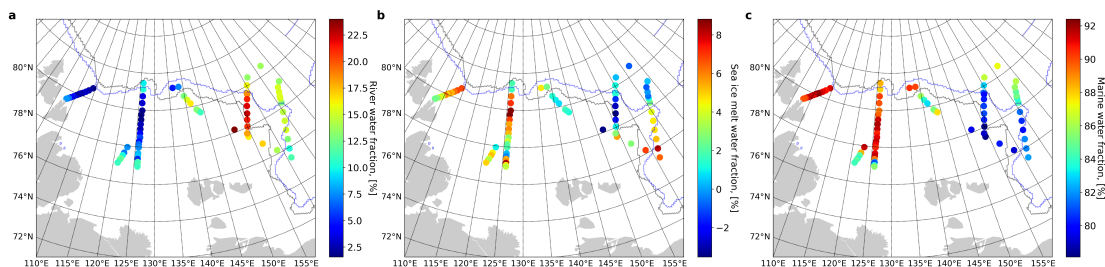 a
80°N
78°N
76°N
74°N
72°N
110°E 115°E 120°E 125°E 130°E 135°E 140°E 145°E 150°E 155°E
22.5
20.0
17.5
15.0
12.5
10.0
7.5
5.0
2.5
River water fraction, [%]
b
80°N
78°N
76°N
74°N
72°N
110°E 115°E 120°E 125°E 130°E 135°E 140°E 145°E 150°E 155°E
8
6
4
2
0
−2
Sea ice melt water fraction, [%]
c
80°N
78°N
76°N
74°N
72°N
110°E 115°E 120°E 125°E 130°E 135°E 140°E 145°E 150°E 155°E
92
90
88
86
84
82
80
Marine water fraction, [%]